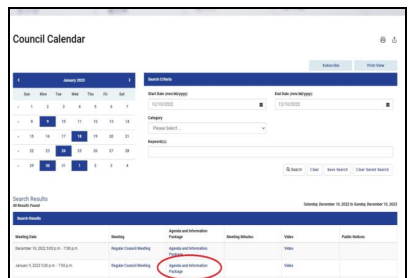 Council Calendar
Subscribe
Print View
January 2023
Sun Mon Tue Wed Thu Fri Sat
1 2 3 4 5 6 7
8 9 10 11 12 13 14
15 16 17 18 19 20 21
22 23 24 25 26 27 28
29 30 31 1 2 3 4
Search Criteria
Start Date (mm/dd/yyyy):
End Date (mm/dd/yyyy):
12/10/2022
12/10/2022
Category
Please Select ...
Keyword(s):
Search Clear Save Search Clear Saved Search
Search Results
Results Found
Saturday, December 10, 2022 to Sunday, December 10, 2023
Search Results
Meeting Date Meeting Agenda and Information Package Meeting Minutes Video Public Notices
December 19, 2022 5:00 p.m. - 7:00 p.m. Regular Council Meeting Agenda and Information Package Video
January 9, 2023 5:00 p.m. - 7:00 p.m. Regular Council Meeting Agenda and Information Package Video